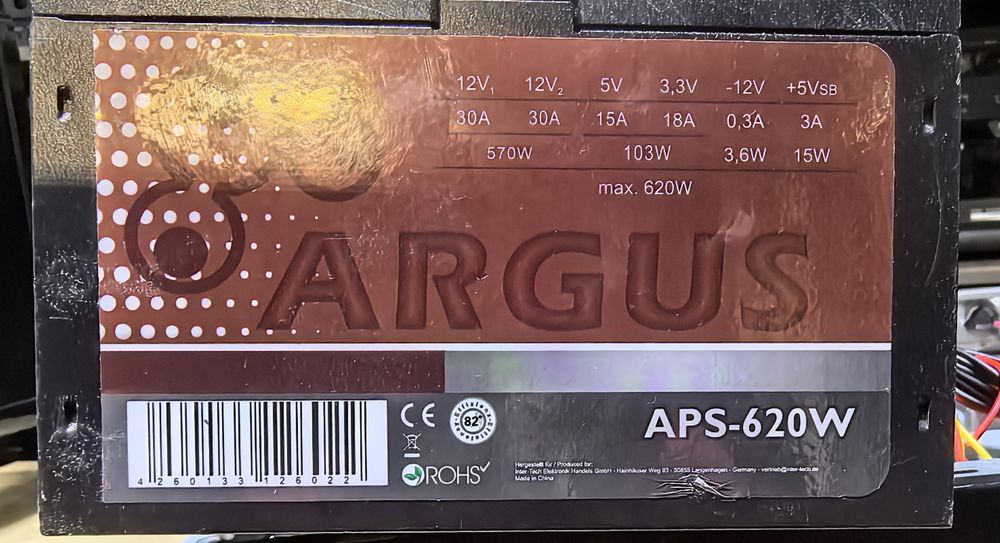 12V1 12V2 5V 3,3V -12V +5VSB
30A 30A 15A 18A 0,3A 3A
570W 103W 3,6W 15W
max. 620W
ARGUS
APS-620W
CE
82+
ROHS
Hergestellt für / Produced for:
Inter-Tech Elektronik Handels GmbH - Hainhäuser Weg 93 - 30855 Langenhagen - Germany - vertrieb@inter-tech.de
Made in China
4 260133 126022